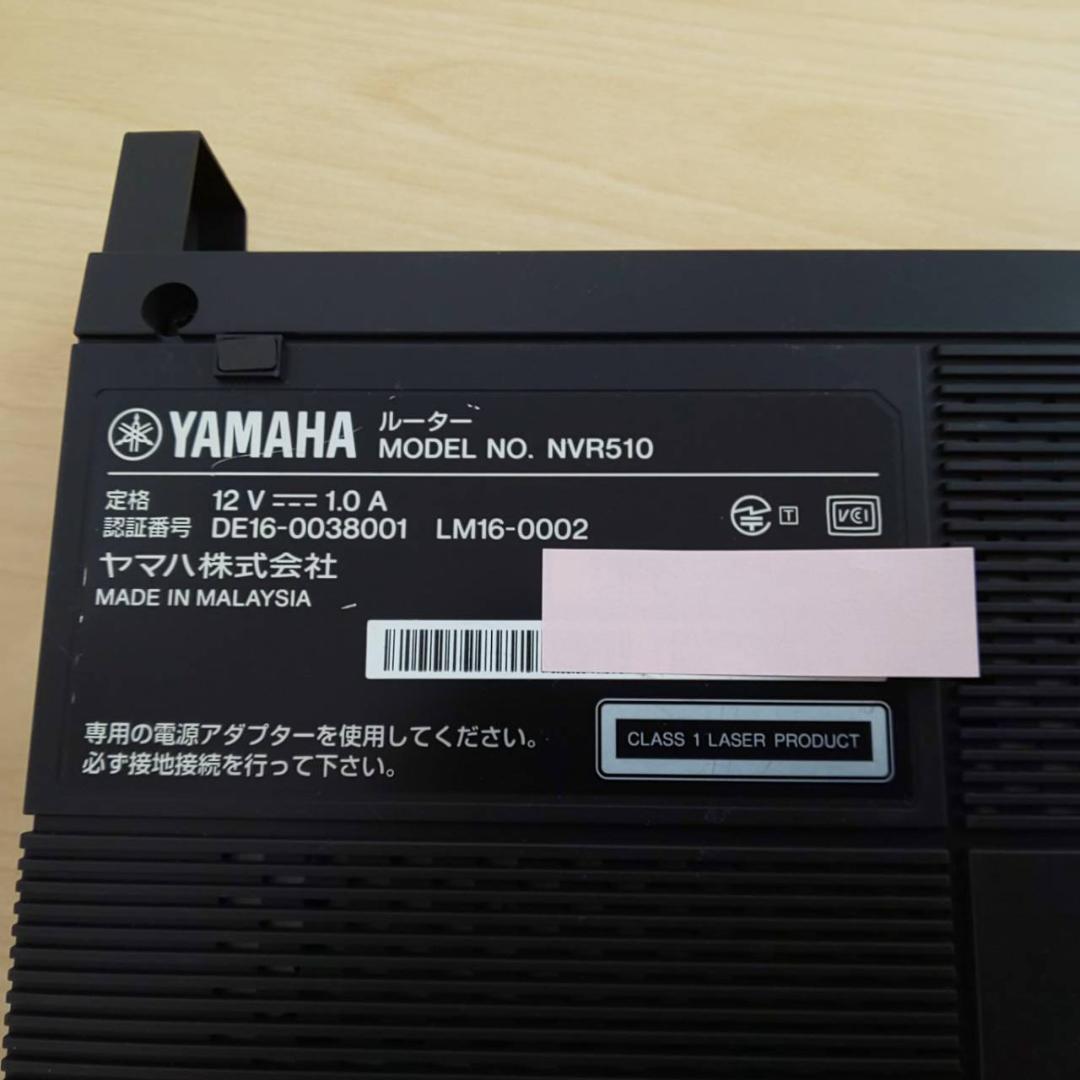 YAMAHA ルーター
MODEL NO. NVR510
定格 12 V 1.0 A
認証番号 DE16-0038001 LM16-0002
T VCI
ヤマハ株式会社
MADE IN MALAYSIA
専用の電源アダプターを使用してください。
必ず接地接続を行って下さい。
CLASS 1 LASER PRODUCT